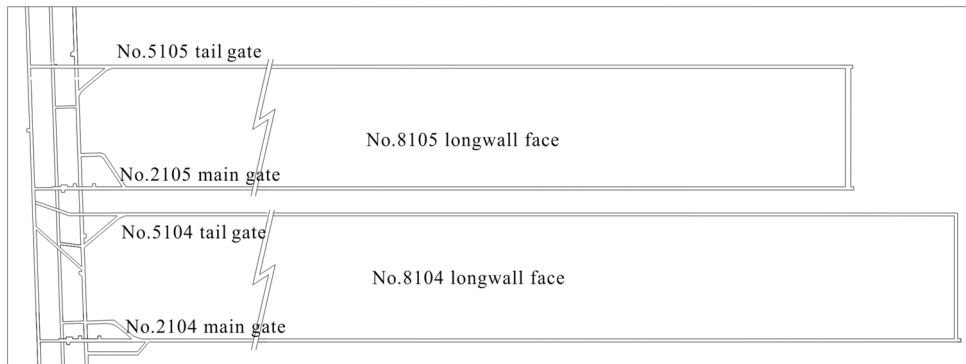 No.5105 tail gate
No.8105 longwall face
No.2105 main gate
No.5104 tail gate
No.8104 longwall face
No.2104 main gate